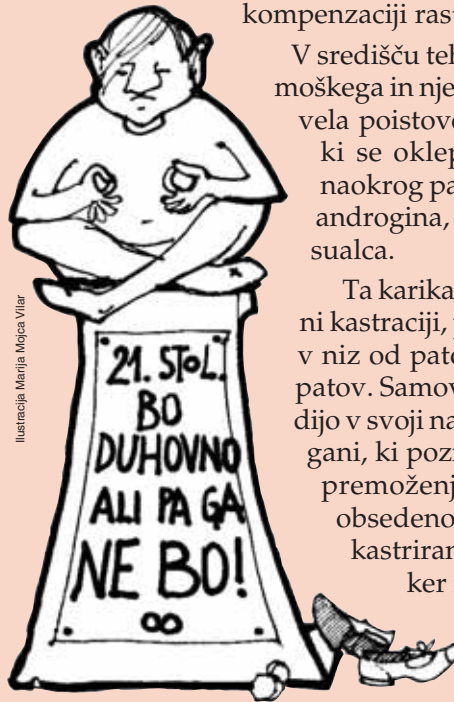 kompenzaciji rast
V središču teh
moškega in nje
vela poistove
ki se oklep
naokrog pa
androgina,
sualca.
Ta karika
ni kastraciji,
v niz od pato
patov. Samov
dijo v svoji na
gani, ki pozi
premoženj
obsedeno
kastriran
ker
Ilustracija Marija Mojca Vilar
21. STOL.
BO
DUHOVNO
ALI PA GA
NE BO!
∞